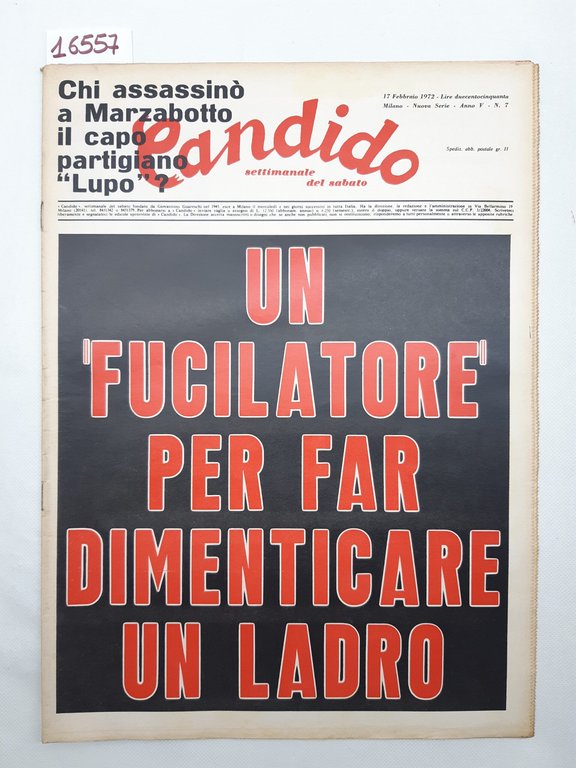 16557
Chi assassinò
a Marzabotto
il capo
partigiano
"Lupo"?
Candido
settimanale
del sabato
17 Febbraio 1972 - Lire duecentocinquanta
Milano - Nuova Serie - Anno V - N. 7
Spediz. abb. postale gr. II
UN
"FUCILATORE"
PER FAR
DIMENTICARE
UN LADRO